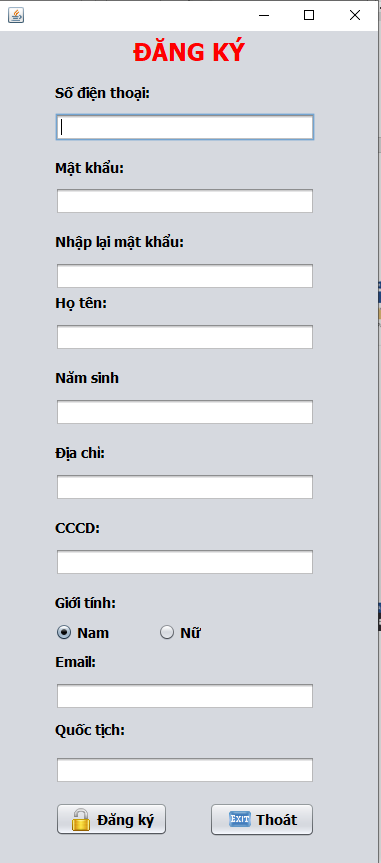 ĐĂNG KÝ
Số điện thoại:
Mật khẩu:
Nhập lại mật khẩu:
Họ tên:
Năm sinh
Địa chỉ:
CCCD:
Giới tính:
Nam Nữ
Email:
Quốc tịch:
Đăng ký EXIT Thoát